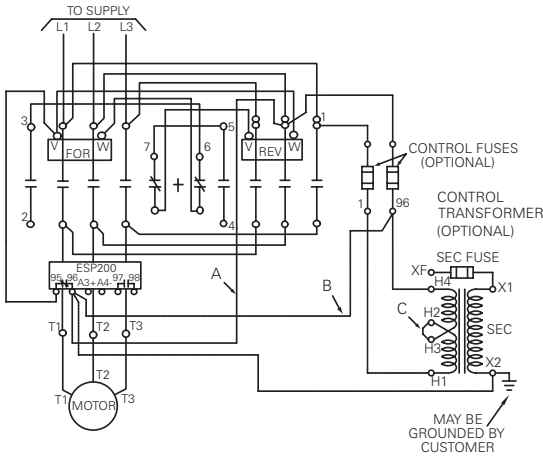 TO SUPPLY
L1 L2 L3
3
V W
FOR
7
6
5
V W
REV
1
CONTROL FUSES
(OPTIONAL)
2
4
1
96
CONTROL
TRANSFORMER
(OPTIONAL)
ESP200
95 96 A3+ A4- 97 98
A
B
C
SEC FUSE
XF
X1
H4
H2
H3
H1
SEC
X2
T1 T2 T3
T1 T2 T3
MOTOR
MAY BE
GROUNDED BY
CUSTOMER